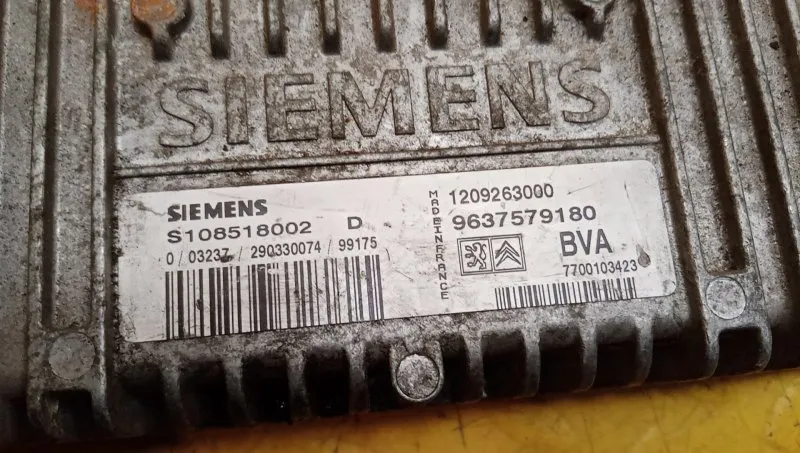 SIEMENS
SIEMENS
S108518002 D
0 / 03237 / 290330074 / 99175
MADE IN FRANCE
1209263000
9637579180
BVA
7700103423